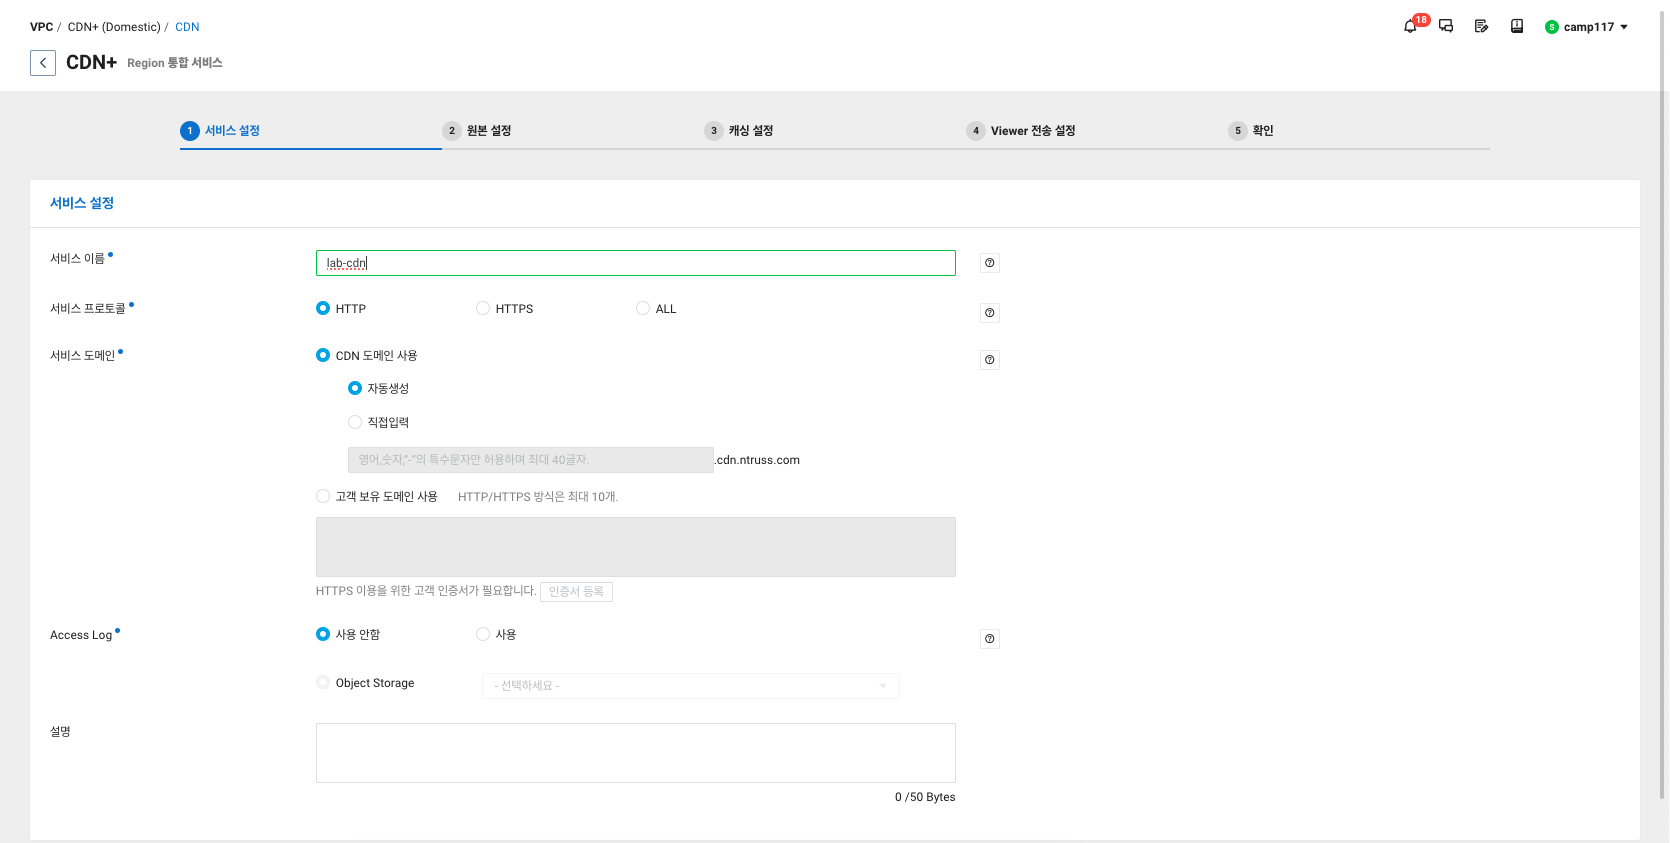 VPC / CDN+ (Domestic) / CDN
18
S camp117
CDN+ Region 통합 서비스
1 서비스 설정 2 원본 설정 3 캐싱 설정 4 Viewer 전송 설정 5 확인
서비스 설정
서비스 이름 lab-cdn
서비스 프로토콜 HTTP HTTPS ALL
서비스 도메인 CDN 도메인 사용
자동생성
직접입력
영어,숫자,"-"의 특수문자만 허용하며 최대 40글자. .cdn.ntruss.com
고객 보유 도메인 사용 HTTP/HTTPS 방식은 최대 10개.
HTTPS 이용을 위한 고객 인증서가 필요합니다. 인증서 등록
Access Log 사용 안함 사용
Object Storage - 선택하세요 -
설명
0 /50 Bytes